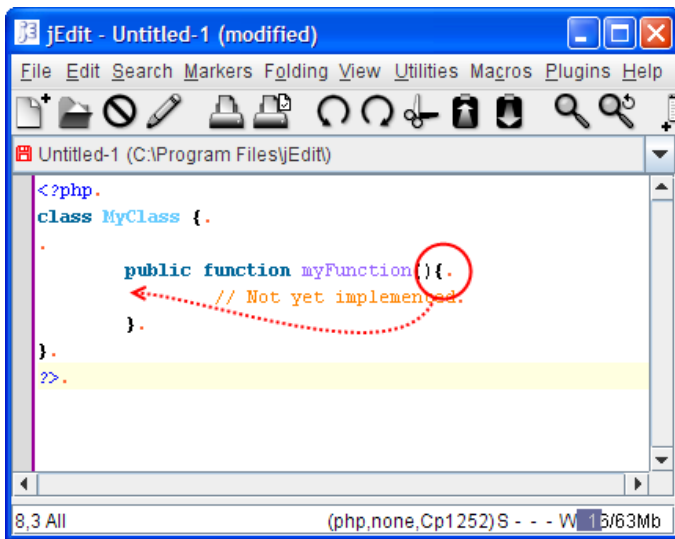 jEdit - Untitled-1 (modified)
File Edit Search Markers Folding View Utilities Macros Plugins Help
Untitled-1 (C:\Program Files\jEdit\)
<?php.
class MyClass {.
.
public function myFunction(){.
// Not yet implemented.
}.
}.
?>.
8,3 All (php,none,Cp1252) S - - - W 16/63Mb